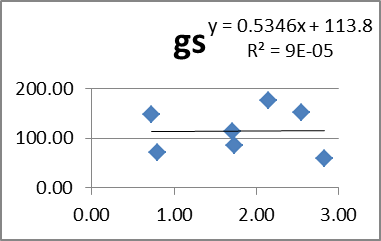 gs
y = 0.5346x + 113.8
R² = 9E-05
200.00
100.00
0.00
0.00 1.00 2.00 3.00